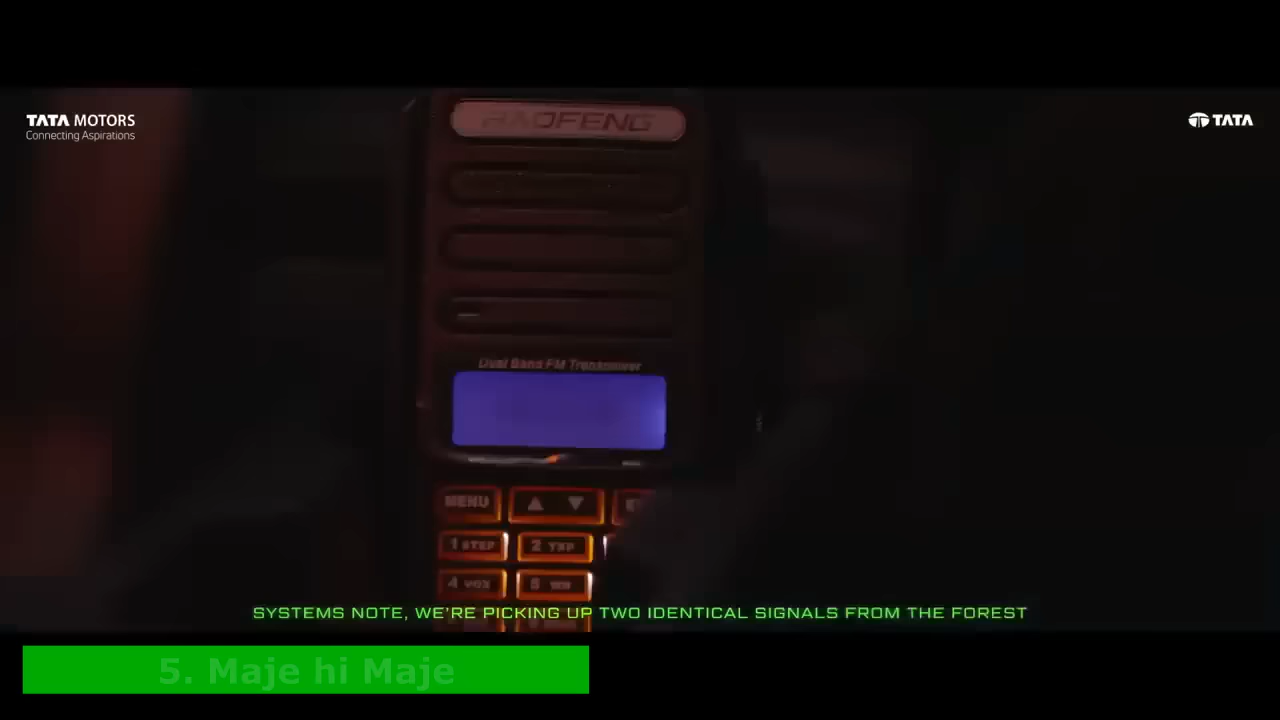 TATA MOTORS
Connecting Aspirations
TATA
BAOFENG
Dual Band FM Transceiver
MENU
1 STEP
2 TXP
4 VOX
5
SYSTEMS NOTE, WE'RE PICKING UP TWO IDENTICAL SIGNALS FROM THE FOREST
5. Maje hi Maje